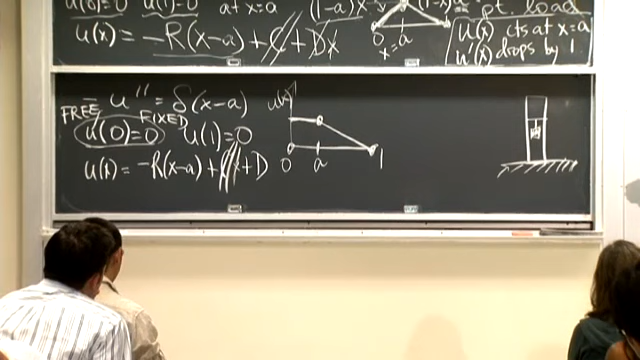 u(0)=0 u(1)=0 at x=a
u(x) = -R(x-a) + C + Dx
(1-a)x
0 x=a
pt. load
u(x) cts at x=a
u'(x) drops by 1
- u'' = δ(x-a)
FREE FIXED
u(0)=0 u(1)=0
u(x) = -R(x-a) + + D
u(x)
0 a 1